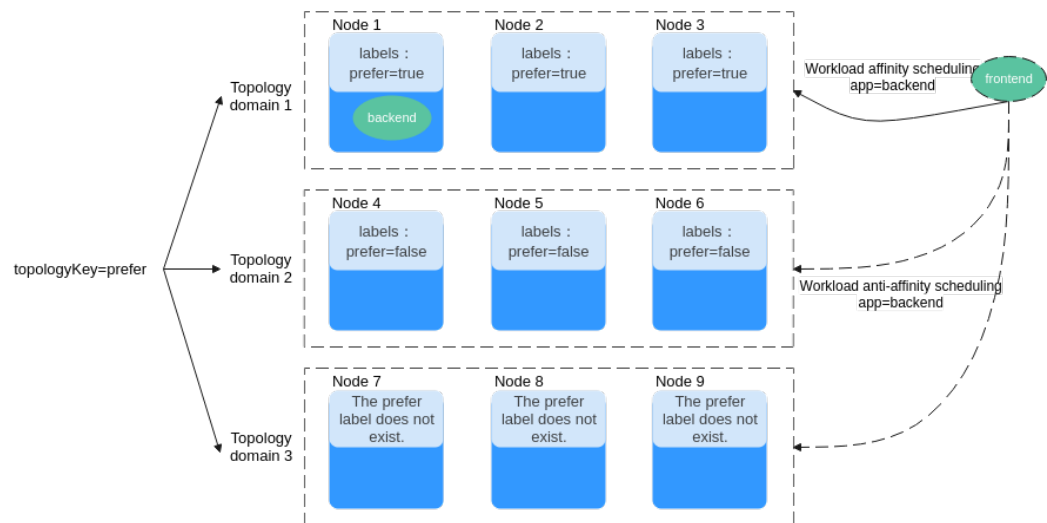 Node 1
Node 2
Node 3
labels：
prefer=true
labels：
prefer=true
labels：
prefer=true
backend
Topology
domain 1
Workload affinity scheduling
app=backend
frontend
topologyKey=prefer
Node 4
Node 5
Node 6
labels：
prefer=false
labels：
prefer=false
labels：
prefer=false
Topology
domain 2
Workload anti-affinity scheduling
app=backend
Node 7
Node 8
Node 9
The prefer
label does not
exist.
The prefer
label does not
exist.
The prefer
label does not
exist.
Topology
domain 3